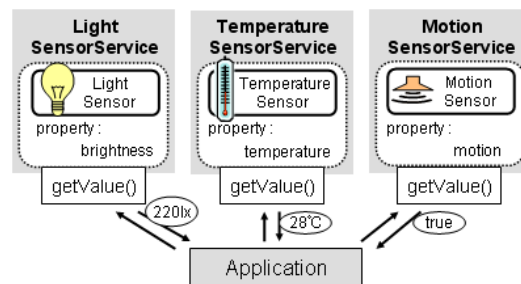 Light
SensorService
Light
Sensor
property :
brightness
getValue()
Temperature
SensorService
Temperature
Sensor
property :
temperature
getValue()
Motion
SensorService
Motion
Sensor
property :
motion
getValue()
220lx
28℃
true
Application